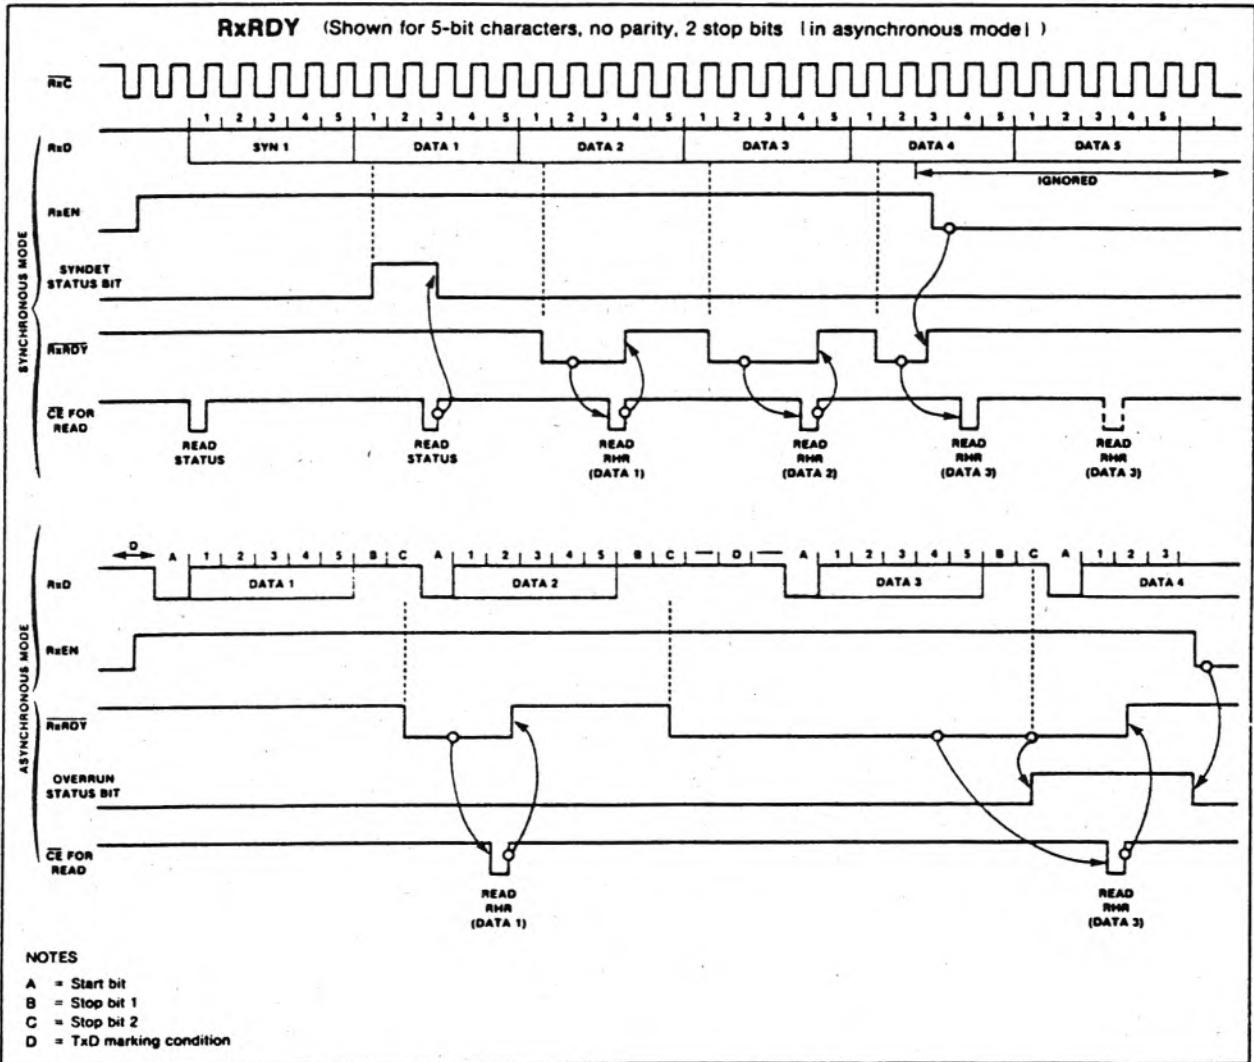 RxRDY (Shown for 5-bit characters, no parity, 2 stop bits [in asynchronous mode] )
RxC
1 2 3 4 5 1 2 3 4 5 1 2 3 4 5 1 2 3 4 5 1 2 3 4 5 1 2 3 4 5
RxD
SYN 1 DATA 1 DATA 2 DATA 3 DATA 4 DATA 5
IGNORED
RxEN
SYNCHRONOUS MODE
SYNDET
STATUS BIT
RxRDY
CE FOR
READ
READ
STATUS
READ
STATUS
READ
RHR
(DATA 1)
READ
RHR
(DATA 2)
READ
RHR
(DATA 3)
READ
RHR
(DATA 3)
D A 1 2 3 4 5 B C A 1 2 3 4 5 B C D A 1 2 3 4 5 B C A 1 2 3
RxD
DATA 1 DATA 2 DATA 3 DATA 4
RxEN
ASYNCHRONOUS MODE
RxRDY
OVERRUN
STATUS BIT
CE FOR
READ
READ
RHR
(DATA 1)
READ
RHR
(DATA 3)
NOTES
A = Start bit
B = Stop bit 1
C = Stop bit 2
D = TxD marking condition